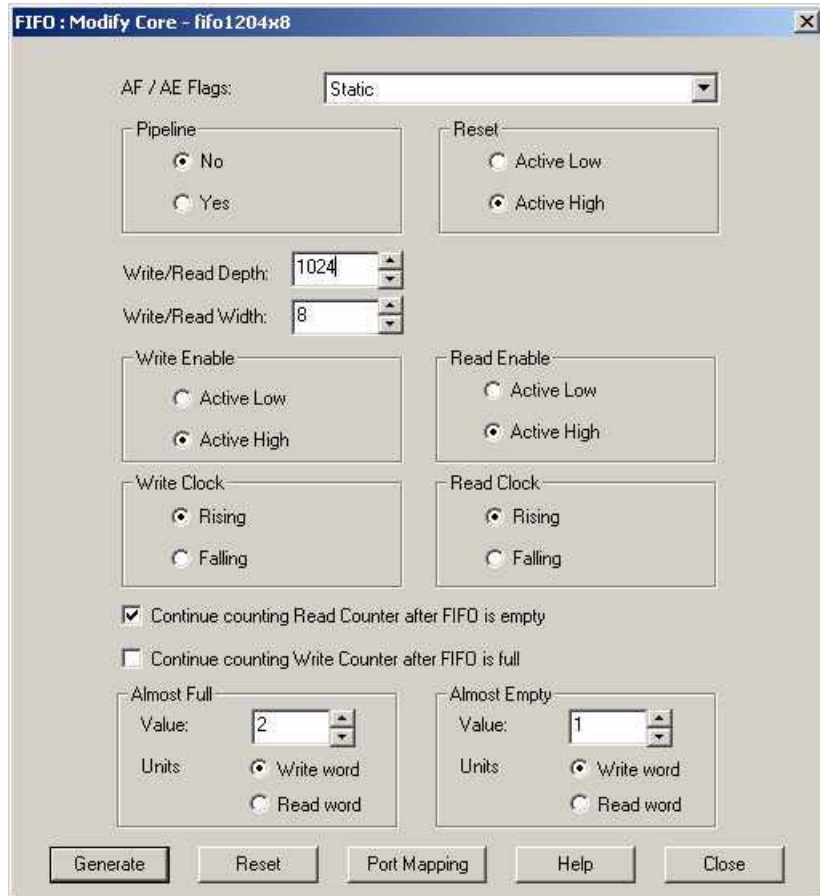 FIFO : Modify Core - fifo1204x8
AF / AE Flags: Static
Pipeline
No
Yes
Reset
Active Low
Active High
Write/Read Depth: 1024
Write/Read Width: 8
Write Enable
Active Low
Active High
Read Enable
Active Low
Active High
Write Clock
Rising
Falling
Read Clock
Rising
Falling
Continue counting Read Counter after FIFO is empty
Continue counting Write Counter after FIFO is full
Almost Full
Value: 2
Units Write word
Read word
Almost Empty
Value: 1
Units Write word
Read word
Generate Reset Port Mapping Help Close